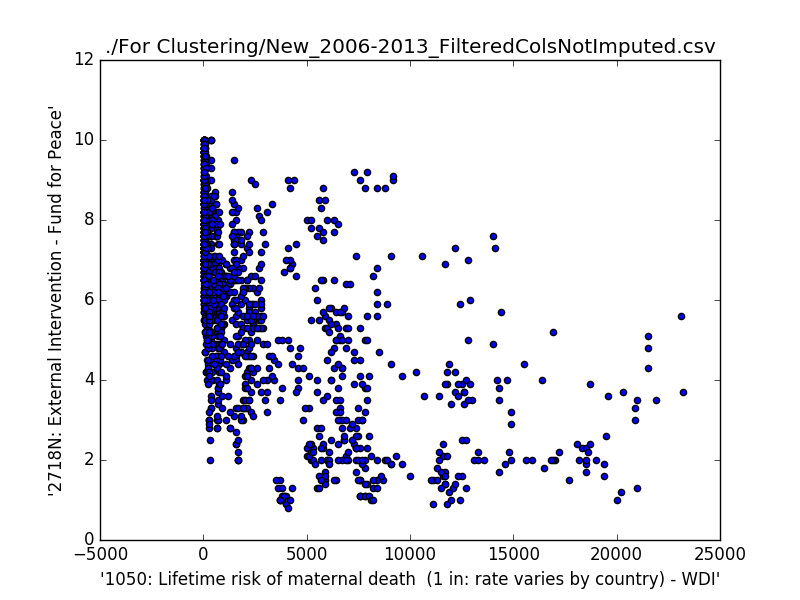 ./For Clustering/New_2006-2013_FilteredColsNotImputed.csv
12
10
8
6
4
2
0
'2718N: External Intervention - Fund for Peace'
−5000 0 5000 10000 15000 20000 25000
'1050: Lifetime risk of maternal death  (1 in: rate varies by country) - WDI'